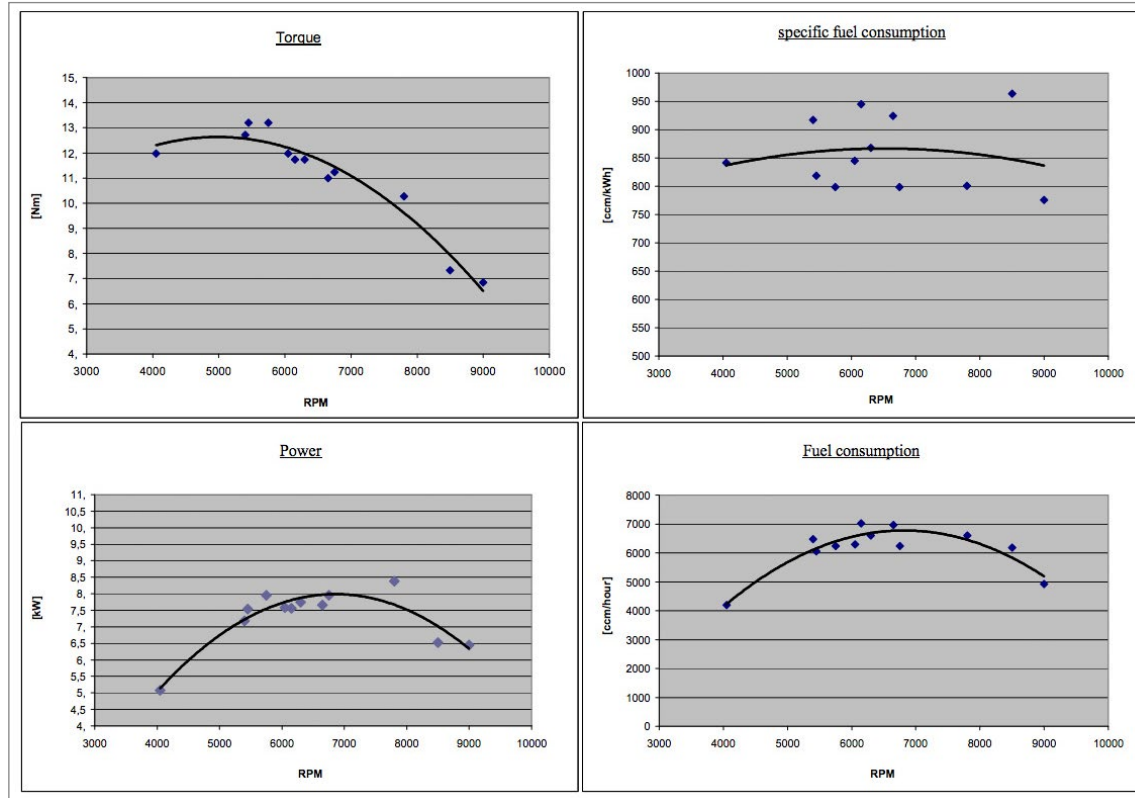 Torque
[Nm]
15,
14,
13,
12,
11,
10,
9,
8,
7,
6,
5,
4,
3000 4000 5000 6000 7000 8000 9000 10000
RPM
specific fuel consumption
[ccm/kWh]
1000
950
900
850
800
750
700
650
600
550
500
3000 4000 5000 6000 7000 8000 9000 10000
RPM
Power
[kW]
11,
10,5
10,
9,5
9,
8,5
8,
7,5
7,
6,5
6,
5,5
5,
4,5
4,
3000 4000 5000 6000 7000 8000 9000 10000
RPM
Fuel consumption
[ccm/hour]
8000
7000
6000
5000
4000
3000
2000
1000
0
3000 4000 5000 6000 7000 8000 9000 10000
RPM